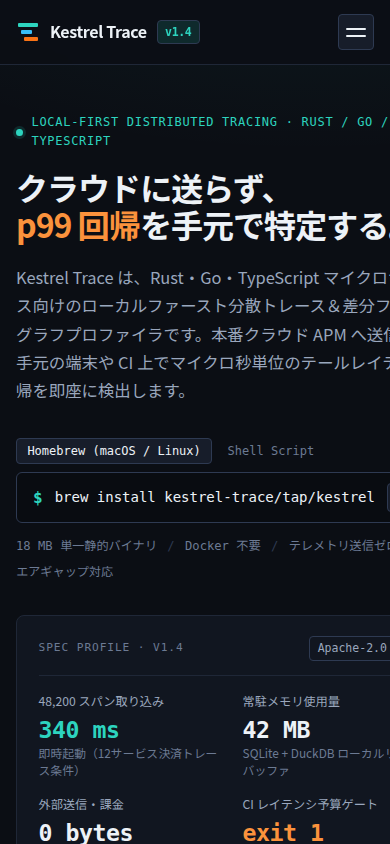 Kestrel Trace v1.4
LOCAL-FIRST DISTRIBUTED TRACING · RUST / GO /
TYPESCRIPT
クラウドに送らず、
p99 回帰を手元で特定する
Kestrel Trace は、Rust・Go・TypeScript マイクロ
ス向けのローカルファースト分散トレース＆差分フ
グラフプロファイラです。本番クラウド APM へ送
手元の端末や CI 上でマイクロ秒単位のテールレイ
帰を即座に検出します。
Homebrew (macOS / Linux) Shell Script
$ brew install kestrel-trace/tap/kestrel
18 MB 単一静的バイナリ / Docker 不要 / テレメトリ送信ゼロ
エアギャップ対応
SPEC PROFILE · V1.4 Apache-2.0
48,200 スパン取り込み
340 ms
即時起動（12サービス決済トレー
ス条件）
常駐メモリ使用量
42 MB
SQLite + DuckDB ローカル
バッファ
外部送信・課金
0 bytes
CI レイテンシ予算ゲート
exit 1